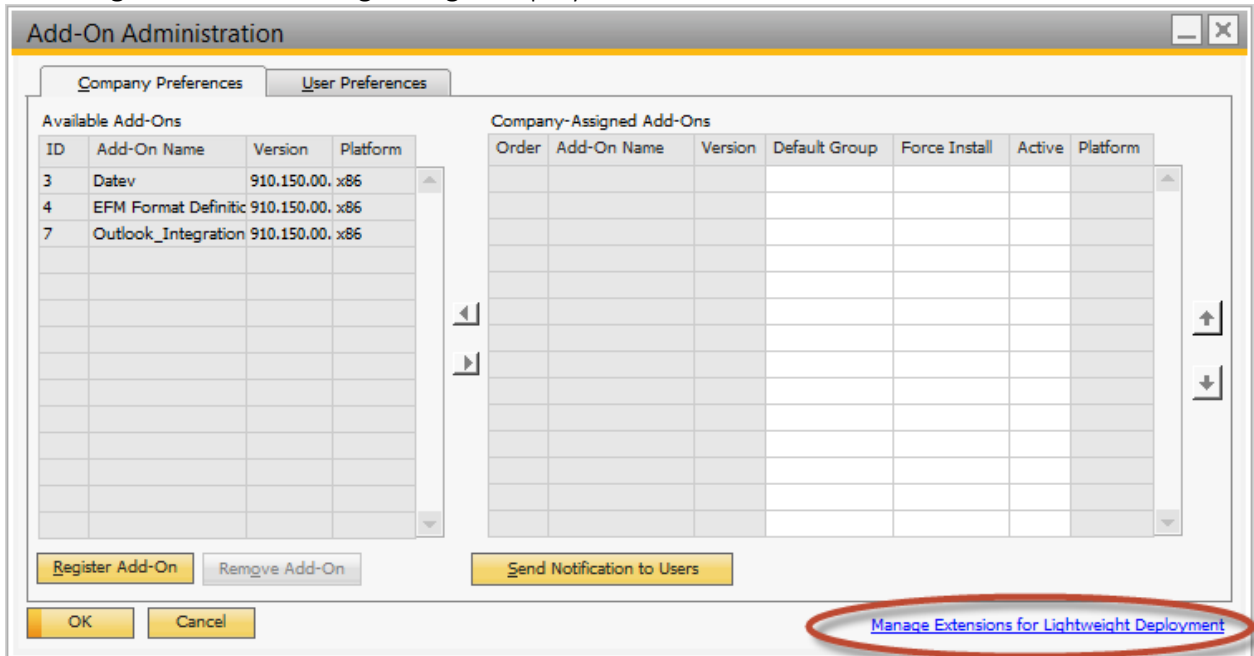 Add-On Administration
Company Preferences User Preferences
Available Add-Ons Company-Assigned Add-Ons
ID Add-On Name Version Platform Order Add-On Name Version Default Group Force Install Active Platform
3 Datev 910.150.00. x86
4 EFM Format Definitic 910.150.00. x86
7 Outlook_Integration 910.150.00. x86
Register Add-On Remove Add-On Send Notification to Users
OK Cancel Manage Extensions for Lightweight Deployment